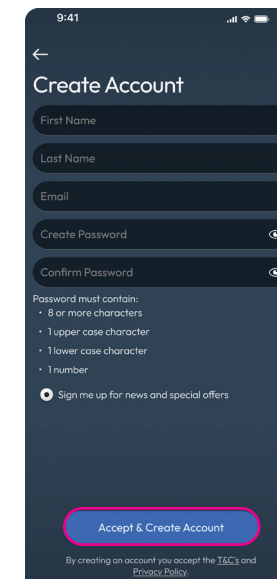 9:41
Create Account
First Name
Last Name
Email
Create Password
Confirm Password
Password must contain:
• 8 or more characters
• 1 upper case character
• 1 lower case character
• 1 number
Sign me up for news and special offers
Accept & Create Account
By creating an account you accept the T&C's and
Privacy Policy.